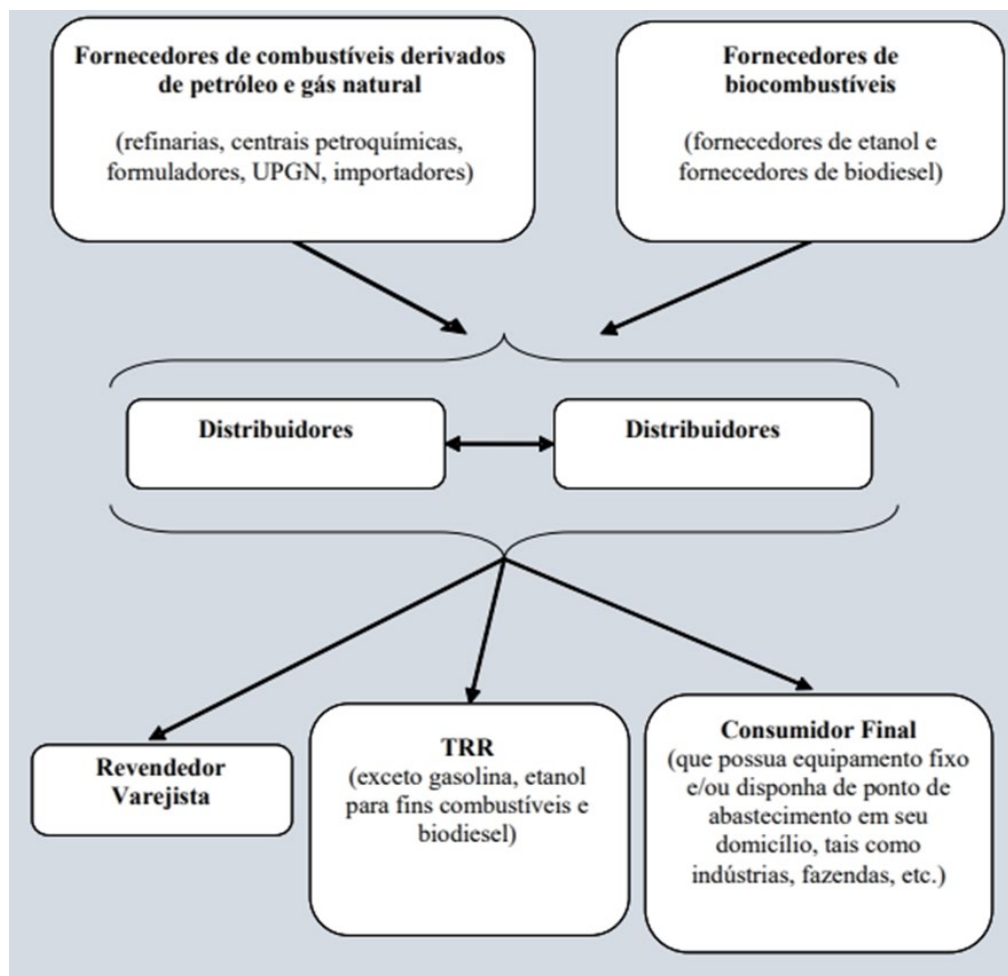 Fornecedores de combustíveis derivados
de petróleo e gás natural
(refinarias, centrais petroquímicas,
formuladores, UPGN, importadores)
Fornecedores de
biocombustíveis
(fornecedores de etanol e
fornecedores de biodiesel)
Distribuidores
Distribuidores
Revendedor
Varejista
TRR
(exceto gasolina, etanol
para fins combustíveis e
biodiesel)
Consumidor Final
(que possua equipamento fixo
e/ou disponha de ponto de
abastecimento em seu
domicílio, tais como
indústrias, fazendas, etc.)